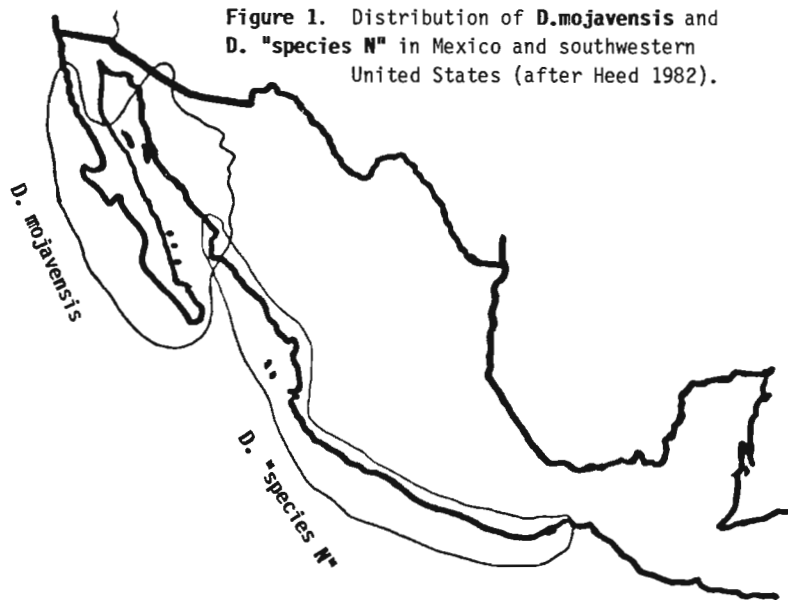 Figure 1. Distribution of D.mojavensis and
D. "species N" in Mexico and southwestern
United States (after Heed 1982).
D. mojavensis
D. "species N"